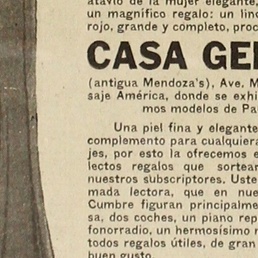 atavío de la mujer elegante,
un magnífico regalo: un lin
rojo, grande y completo, proc
CASA GE
(antigua Mendoza's), Ave. M
saje América, donde se exhi
mos modelos de Pa
Una piel fina y elegante
complemento para cualquiera
jes, por esto la ofrecemos e
lectos regalos que sortear
nuestros subscriptores. Uste
mada lectora, que en nue
Cumbre figuran principalme
sa, dos coches, un piano rep
fonorradio, un hermosísimo r
todos regalos útiles, de gran
buen gusto.